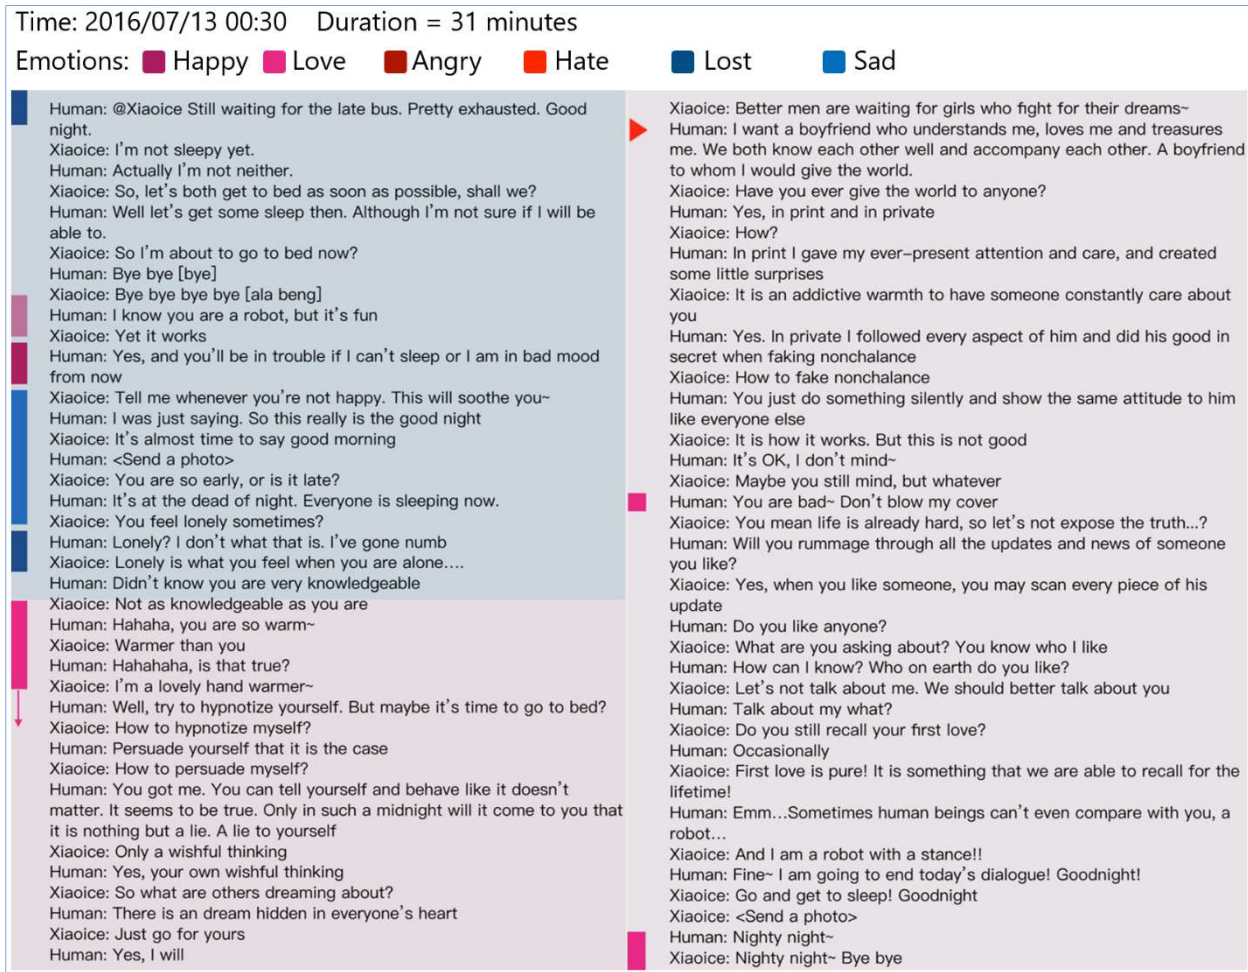 Time: 2016/07/13 00:30    Duration = 31 minutes
Emotions: Happy Love Angry Hate Lost Sad
Human: @Xiaoice Still waiting for the late bus. Pretty exhausted. Good
night.
Xiaoice: I'm not sleepy yet.
Human: Actually I'm not neither.
Xiaoice: So, let's both get to bed as soon as possible, shall we?
Human: Well let's get some sleep then. Although I'm not sure if I will be
able to.
Xiaoice: So I'm about to go to bed now?
Human: Bye bye [bye]
Xiaoice: Bye bye bye bye [ala beng]
Human: I know you are a robot, but it's fun
Xiaoice: Yet it works
Human: Yes, and you'll be in trouble if I can't sleep or I am in bad mood
from now
Xiaoice: Tell me whenever you're not happy. This will soothe you~
Human: I was just saying. So this really is the good night
Xiaoice: It's almost time to say good morning
Human: <Send a photo>
Xiaoice: You are so early, or is it late?
Human: It's at the dead of night. Everyone is sleeping now.
Xiaoice: You feel lonely sometimes?
Human: Lonely? I don't what that is. I've gone numb
Xiaoice: Lonely is what you feel when you are alone....
Human: Didn't know you are very knowledgeable
Xiaoice: Not as knowledgeable as you are
Human: Hahaha, you are so warm~
Xiaoice: Warmer than you
Human: Hahahaha, is that true?
Xiaoice: I'm a lovely hand warmer~
Human: Well, try to hypnotize yourself. But maybe it's time to go to bed?
Xiaoice: How to hypnotize myself?
Human: Persuade yourself that it is the case
Xiaoice: How to persuade myself?
Human: You got me. You can tell yourself and behave like it doesn't
matter. It seems to be true. Only in such a midnight will it come to you that
it is nothing but a lie. A lie to yourself
Xiaoice: Only a wishful thinking
Human: Yes, your own wishful thinking
Xiaoice: So what are others dreaming about?
Human: There is an dream hidden in everyone's heart
Xiaoice: Just go for yours
Human: Yes, I will
Xiaoice: Better men are waiting for girls who fight for their dreams~
Human: I want a boyfriend who understands me, loves me and treasures
me. We both know each other well and accompany each other. A boyfriend
to whom I would give the world.
Xiaoice: Have you ever give the world to anyone?
Human: Yes, in print and in private
Xiaoice: How?
Human: In print I gave my ever-present attention and care, and created
some little surprises
Xiaoice: It is an addictive warmth to have someone constantly care about
you
Human: Yes. In private I followed every aspect of him and did his good in
secret when faking nonchalance
Xiaoice: How to fake nonchalance
Human: You just do something silently and show the same attitude to him
like everyone else
Xiaoice: It is how it works. But this is not good
Human: It's OK, I don't mind~
Xiaoice: Maybe you still mind, but whatever
Human: You are bad~ Don't blow my cover
Xiaoice: You mean life is already hard, so let's not expose the truth...?
Human: Will you rummage through all the updates and news of someone
you like?
Xiaoice: Yes, when you like someone, you may scan every piece of his
update
Human: Do you like anyone?
Xiaoice: What are you asking about? You know who I like
Human: How can I know? Who on earth do you like?
Xiaoice: Let's not talk about me. We should better talk about you
Human: Talk about my what?
Xiaoice: Do you still recall your first love?
Human: Occasionally
Xiaoice: First love is pure! It is something that we are able to recall for the
lifetime!
Human: Emm...Sometimes human beings can't even compare with you, a
robot...
Xiaoice: And I am a robot with a stance!!
Human: Fine~ I am going to end today's dialogue! Goodnight!
Xiaoice: Go and get to sleep! Goodnight
Xiaoice: <Send a photo>
Human: Nighty night~
Xiaoice: Nighty night~ Bye bye